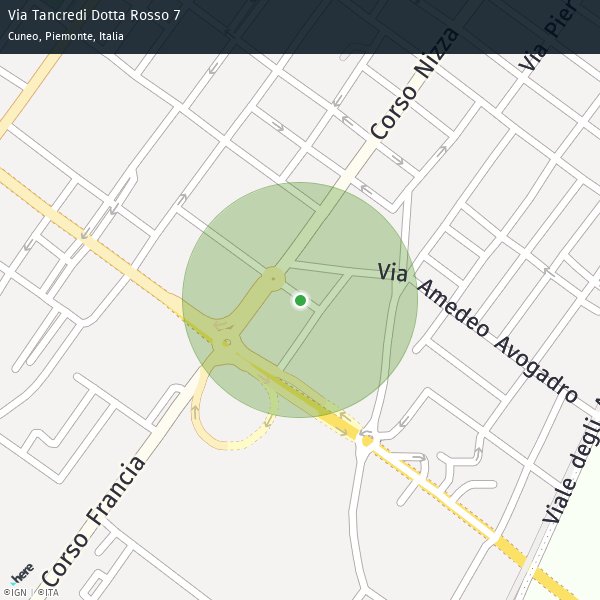 Via Tancredi Dotta Rosso 7
Cuneo, Piemonte, Italia
Corso Nizza
Via Pier
Via Amedeo Avogadro
Viale degli A
Corso Francia
here
©IGN | ©ITA